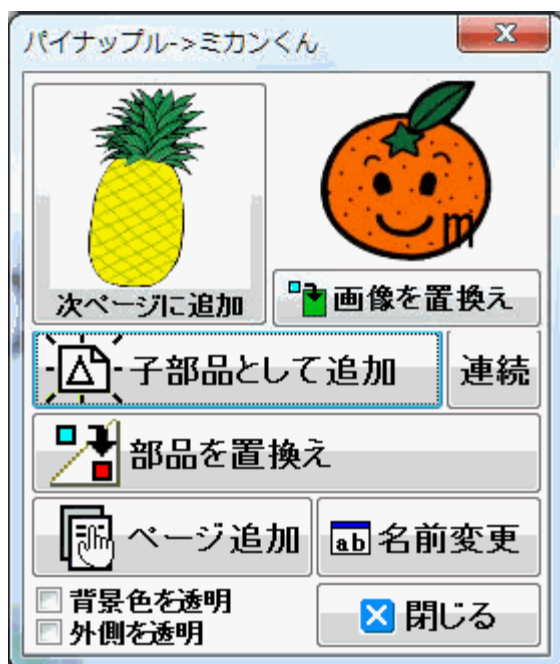 パイナップル->ミカンくん
m
次ページに追加
画像を置換え
子部品として追加
連続
部品を置換え
ページ追加
ab 名前変更
背景色を透明
外側を透明
閉じる